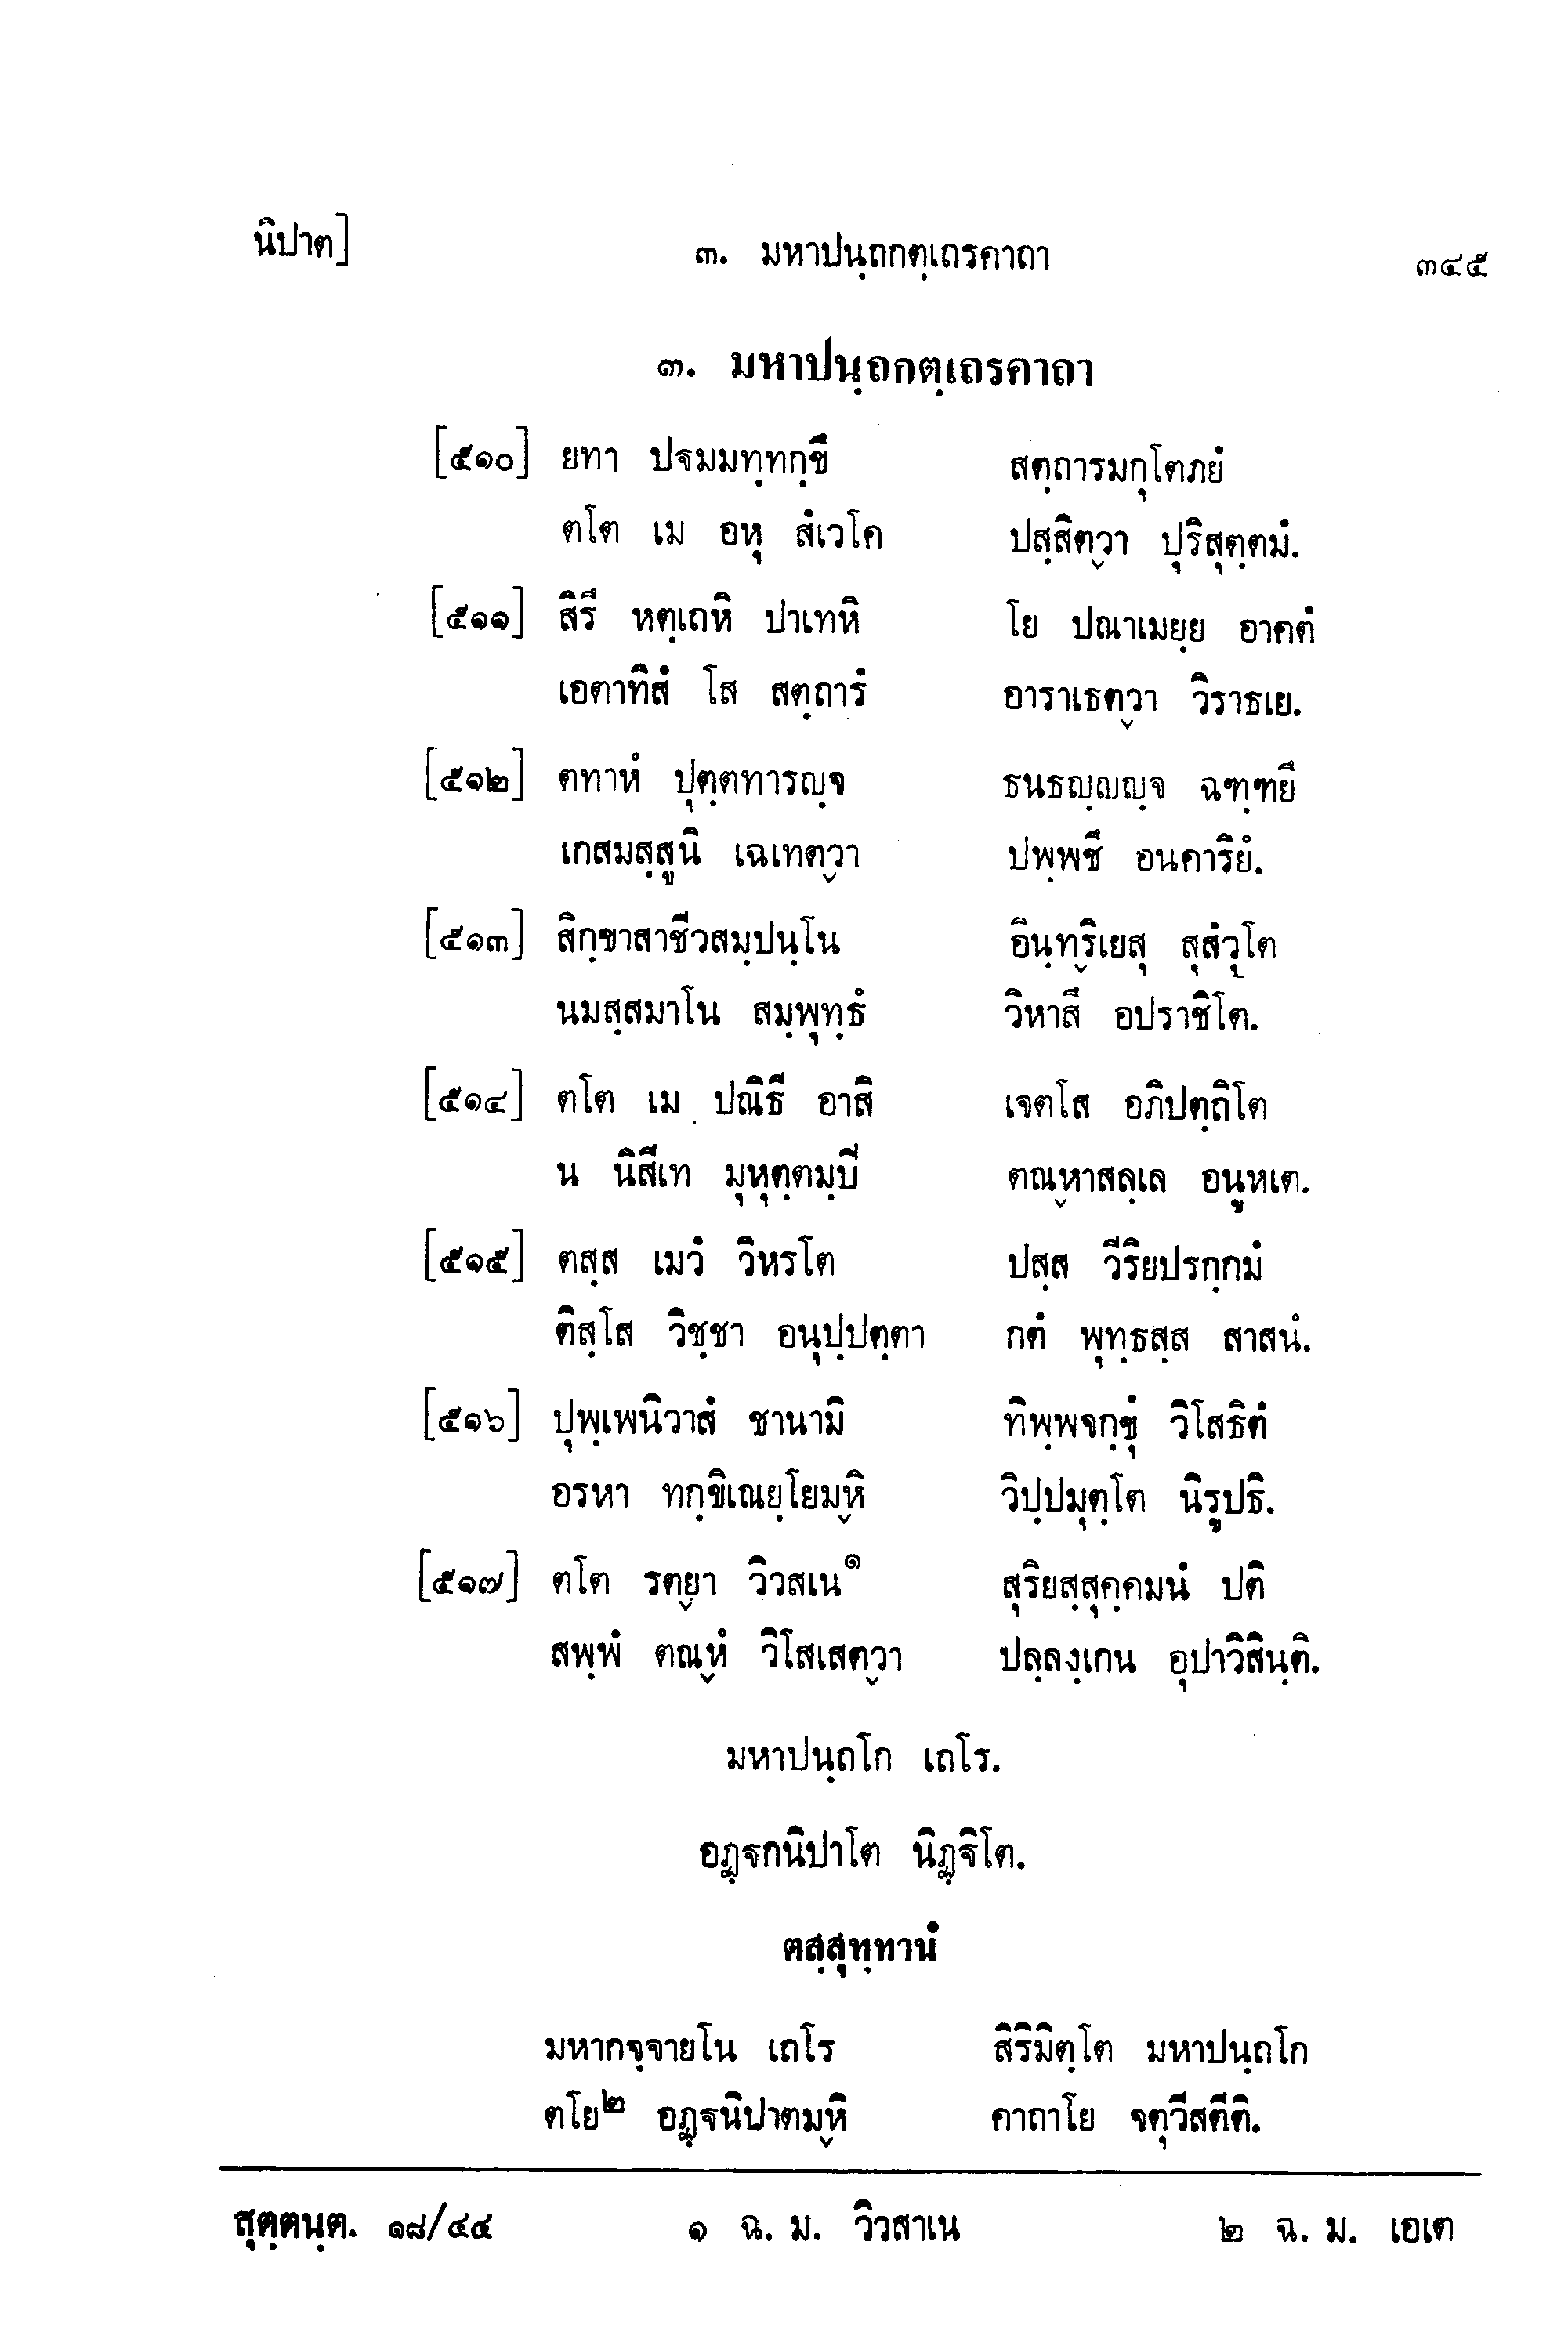 นิปาต] ๓. มหาปนฺถกตฺเถรคาถา ๓๔๕
๓. มหาปนฺถกตฺเถรคาถา
[๕๑๐] ยทา ปฐมมทฺทกฺขึ สตฺถารมกุโตภยํ
ตโต เม อหุ สํเวโค ปสฺสิตฺวา ปุริสุตฺตมํ.
[๕๑๑] สิรึ หตฺเถหิ ปาเทหิ โย ปณาเมยฺย อาคตํ
เอตาทิสํ โส สตฺถารํ อาราเธตฺวา วิราธเย.
[๕๑๒] ตทาหํ ปุตฺตทารญฺจ ธนธญฺญญฺจ ฉฑฺฑยึ
เกสมสฺสูนิ เฉเทตฺวา ปพฺพชึ อนคาริยํ.
[๕๑๓] สิกฺขาสาชีวสมฺปนฺโน อินฺทฺริเยสุ สุสํวุโต
นมสฺสมาโน สมฺพุทฺธํ วิหาสึ อปราชิโต.
[๕๑๔] ตโต เม ปณิธี อาสิ เจตโส อภิปตฺถิโต
น นิสีเท มุหุตฺตมฺปี ตณฺหาสลฺเล อนูหเต.
[๕๑๕] ตสฺส เมวํ วิหรโต ปสฺส วีริยปรกฺกมํ
ติสฺโส วิชฺชา อนุปฺปตฺตา กตํ พุทฺธสฺส สาสนํ.
[๕๑๖] ปุพฺเพนิวาสํ ชานามิ ทิพฺพจกฺขุํ วิโสธิตํ
อรหา ทกฺขิเณยฺโยมฺหิ วิปฺปมุตฺโต นิรูปธิ.
[๕๑๗] ตโต รตฺยา วิวสเน๑ สุริยสฺสุคฺคมนํ ปติ
สพฺพํ ตณฺหํ วิโสเสตฺวา ปลฺลงฺเกน อุปาวิสินฺติ.
มหาปนฺถโก เถโร.
อฏฺฐกนิปาโต นิฏฺฐิโต.
ตสฺสุทฺทานํ
มหากจฺจายโน เถโร สิริมิตฺโต มหาปนฺถโก
ตโย๒ อฏฺฐนิปาตมฺหิ คาถาโย จตุวีสตีติ.
สุตฺตนฺต. ๑๘/๔๔ ๑ ฉ. ม. วิวสาเน ๒ ฉ. ม. เอเต